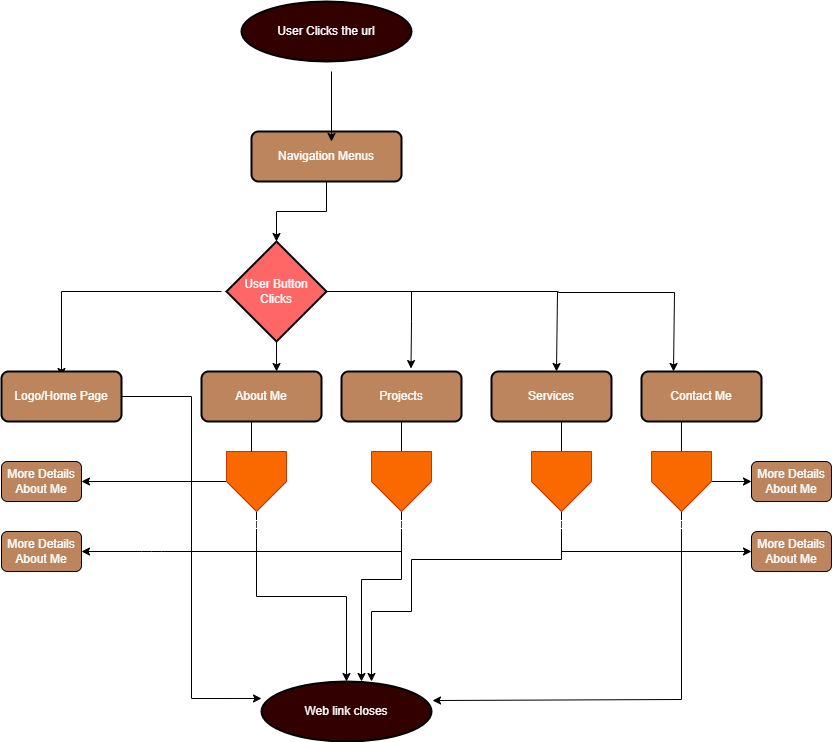 User Clicks the url
Navigation Menus
User Button
Clicks
Logo/Home Page
About Me
Projects
Services
Contact Me
More Details
About Me
More Details
About Me
More Details
About Me
More Details
About Me
Web link closes